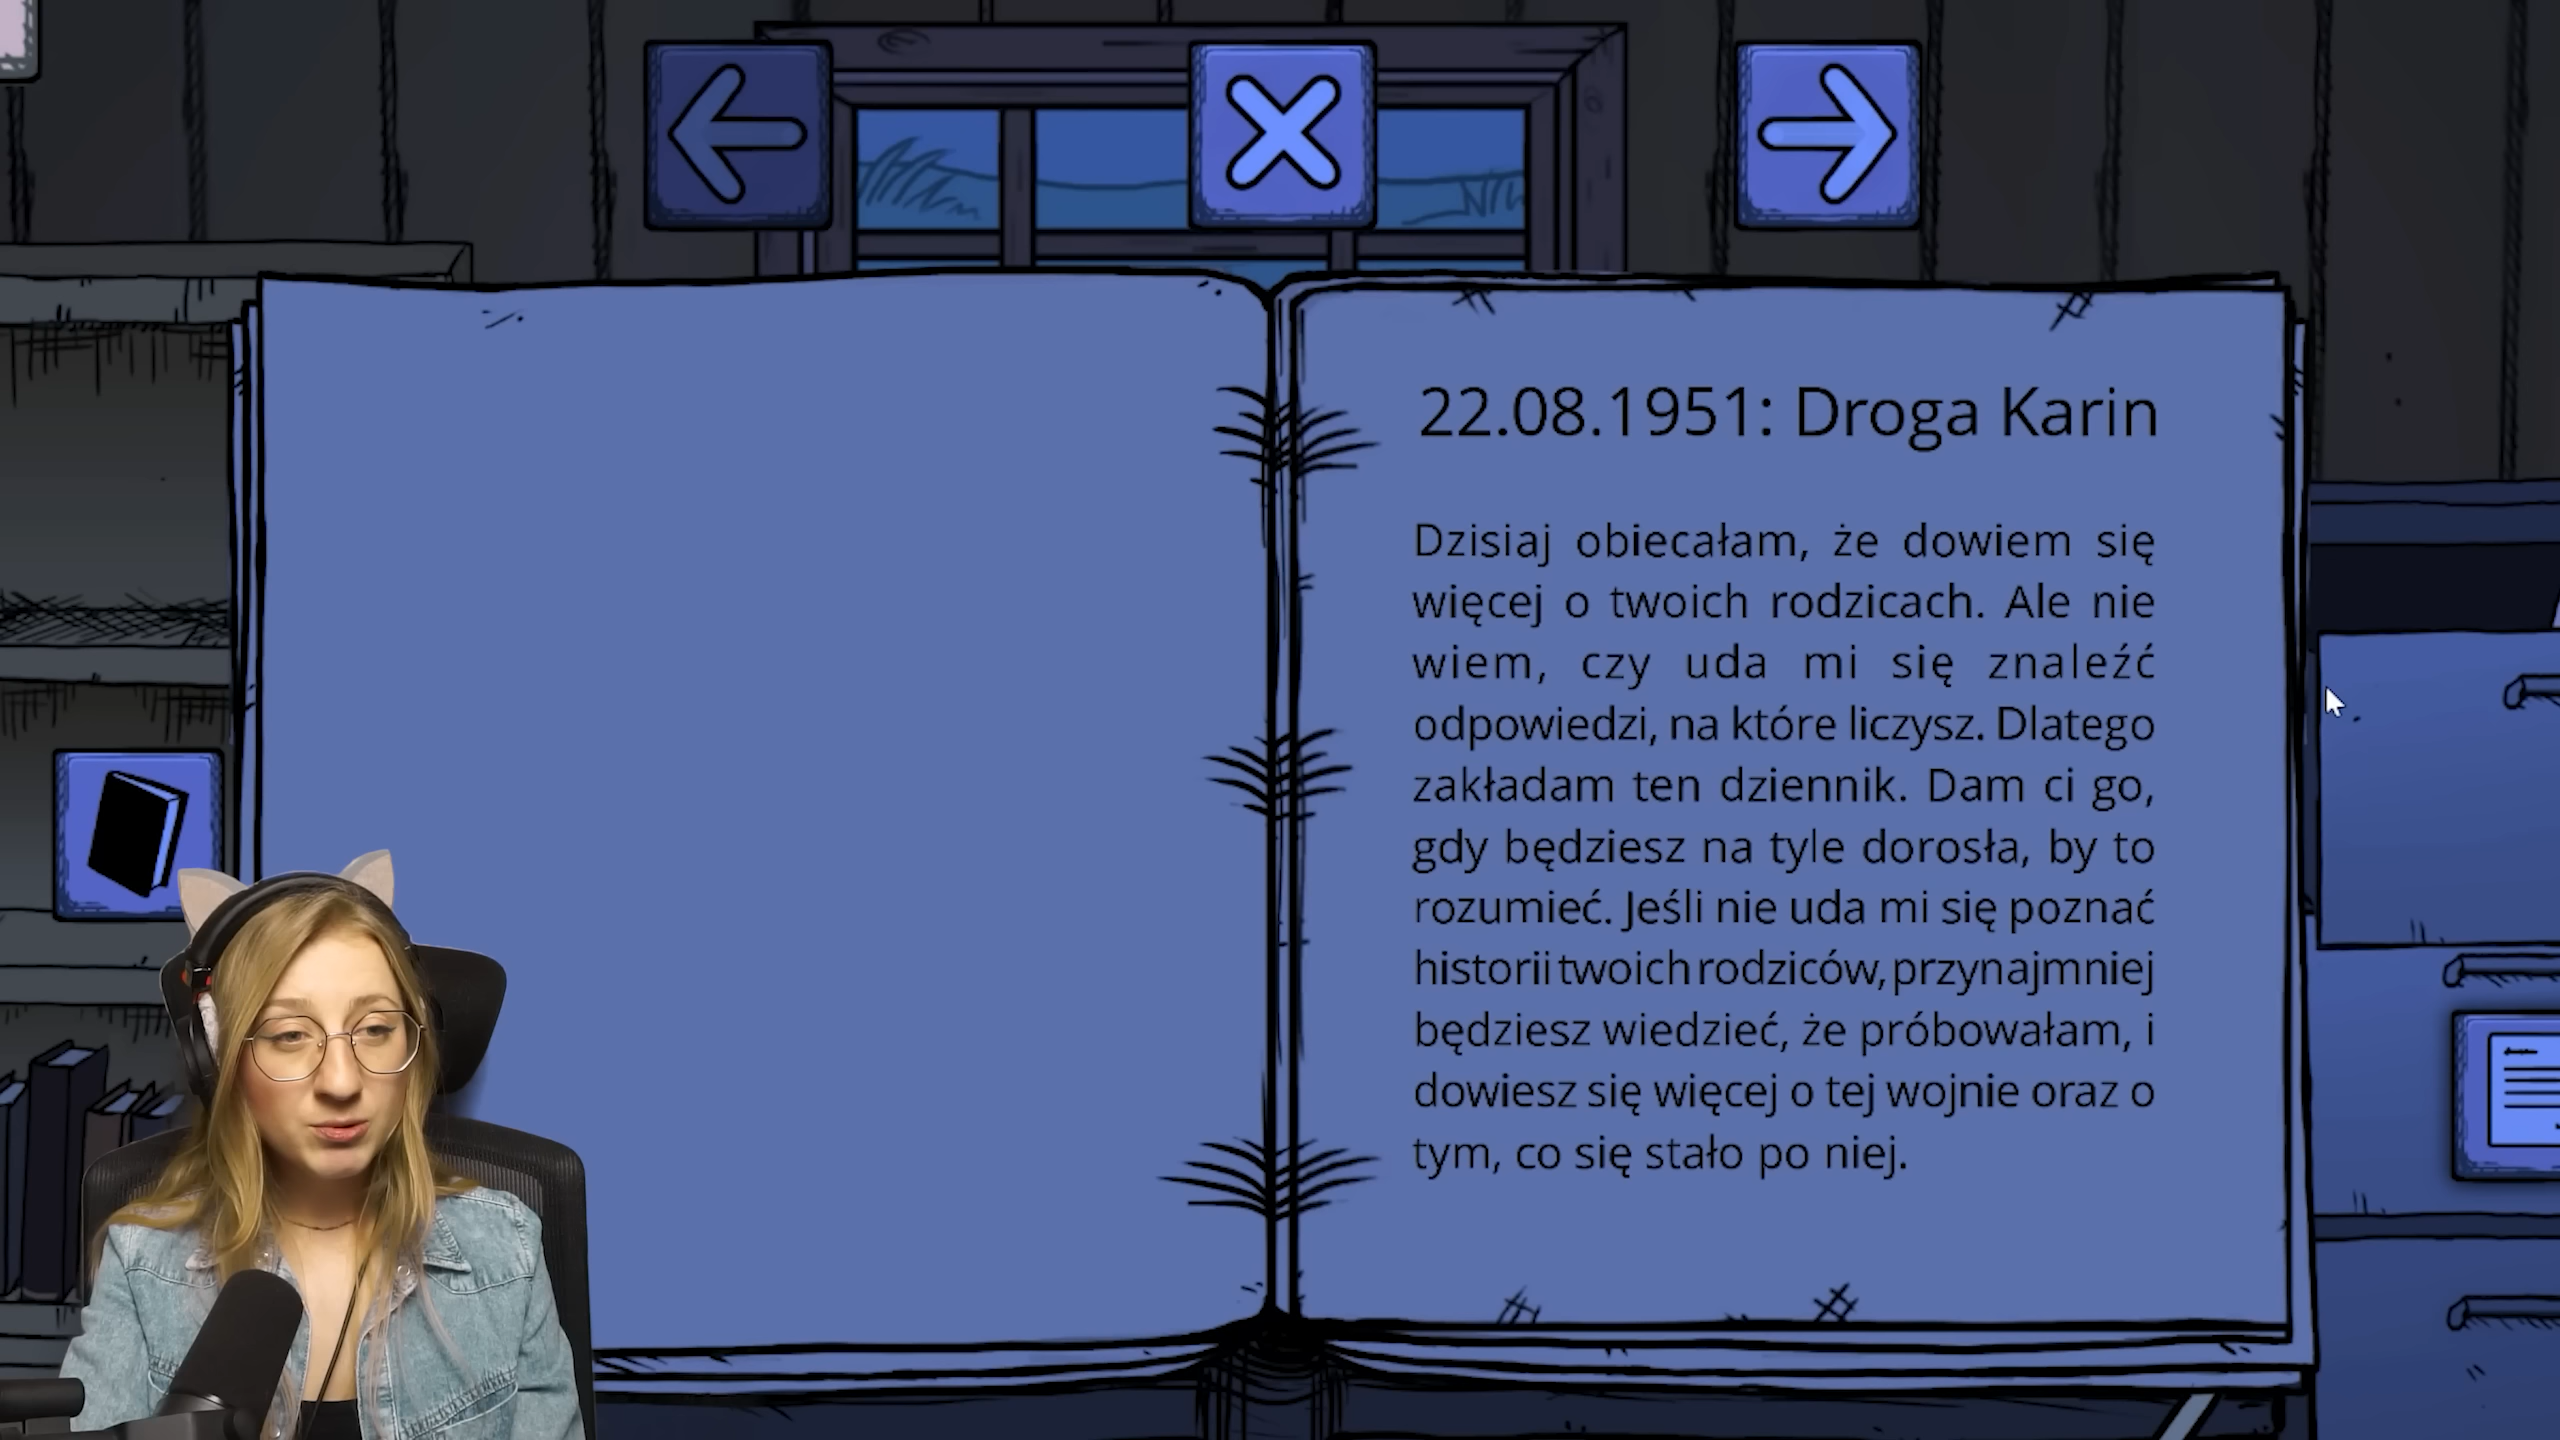 22.08.1951: Droga Karin
Dzisiaj obiecałam, że dowiem się
więcej o twoich rodzicach. Ale nie
wiem, czy uda mi się znaleźć
odpowiedzi, na które liczysz. Dlatego
zakładam ten dziennik. Dam ci go,
gdy będziesz na tyle dorosła, by to
rozumieć. Jeśli nie uda mi się poznać
historii twoich rodziców, przynajmniej
będziesz wiedzieć, że próbowałam, i
dowiesz się więcej o tej wojnie oraz o
tym, co się stało po niej.